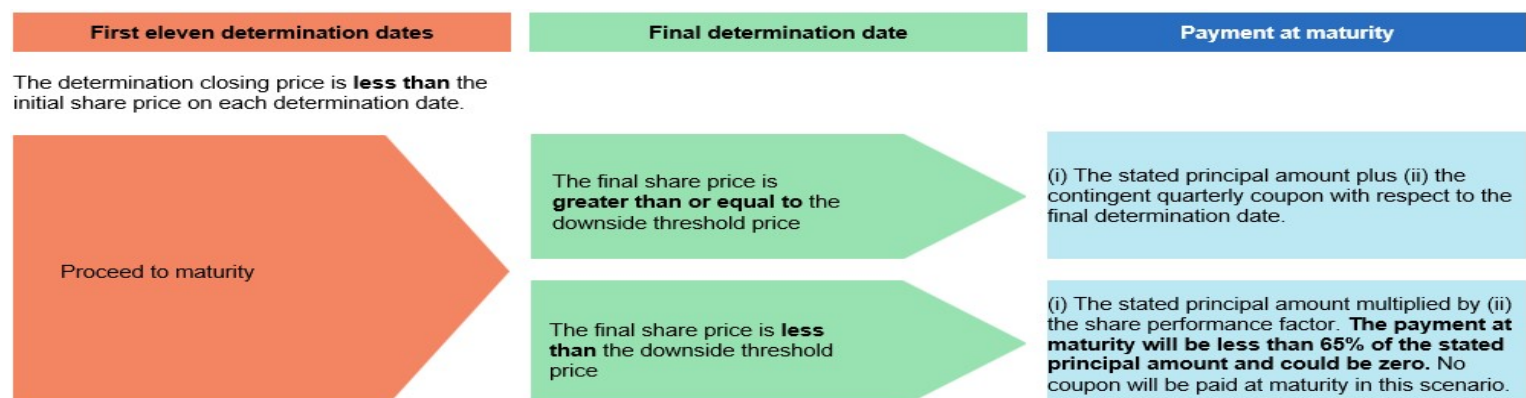 First eleven determination dates
Final determination date
Payment at maturity
The determination closing price is less than the
initial share price on each determination date.
Proceed to maturity
The final share price is
greater than or equal to the
downside threshold price
(i) The stated principal amount plus (ii) the
contingent quarterly coupon with respect to the
final determination date.
The final share price is less
than the downside threshold
price
(i) The stated principal amount multiplied by (ii)
the share performance factor. The payment at
maturity will be less than 65% of the stated
principal amount and could be zero. No
coupon will be paid at maturity in this scenario.